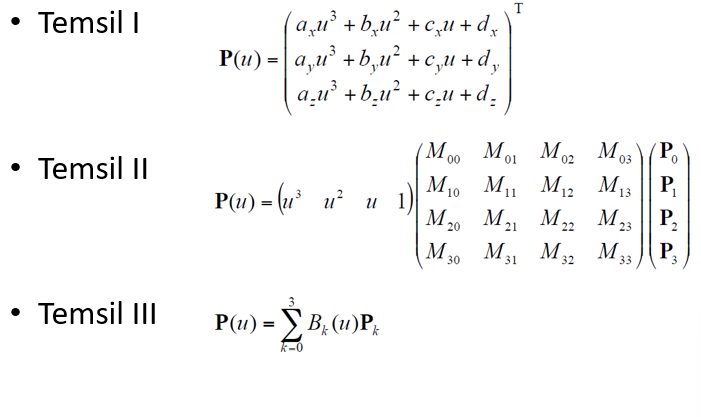 • Temsil I
P(u) = ( a_x u^3 + b_x u^2 + c_x u + d_x
a_y u^3 + b_y u^2 + c_y u + d_y
a_z u^3 + b_z u^2 + c_z u + d_z )^T
• Temsil II
P(u) = (u^3 u^2 u 1) ( M_00 M_01 M_02 M_03 ) ( P_0 )
( M_10 M_11 M_12 M_13 ) ( P_1 )
( M_20 M_21 M_22 M_23 ) ( P_2 )
( M_30 M_31 M_32 M_33 ) ( P_3 )
• Temsil III
P(u) = ∑_{k=0}^{3} B_k(u)P_k